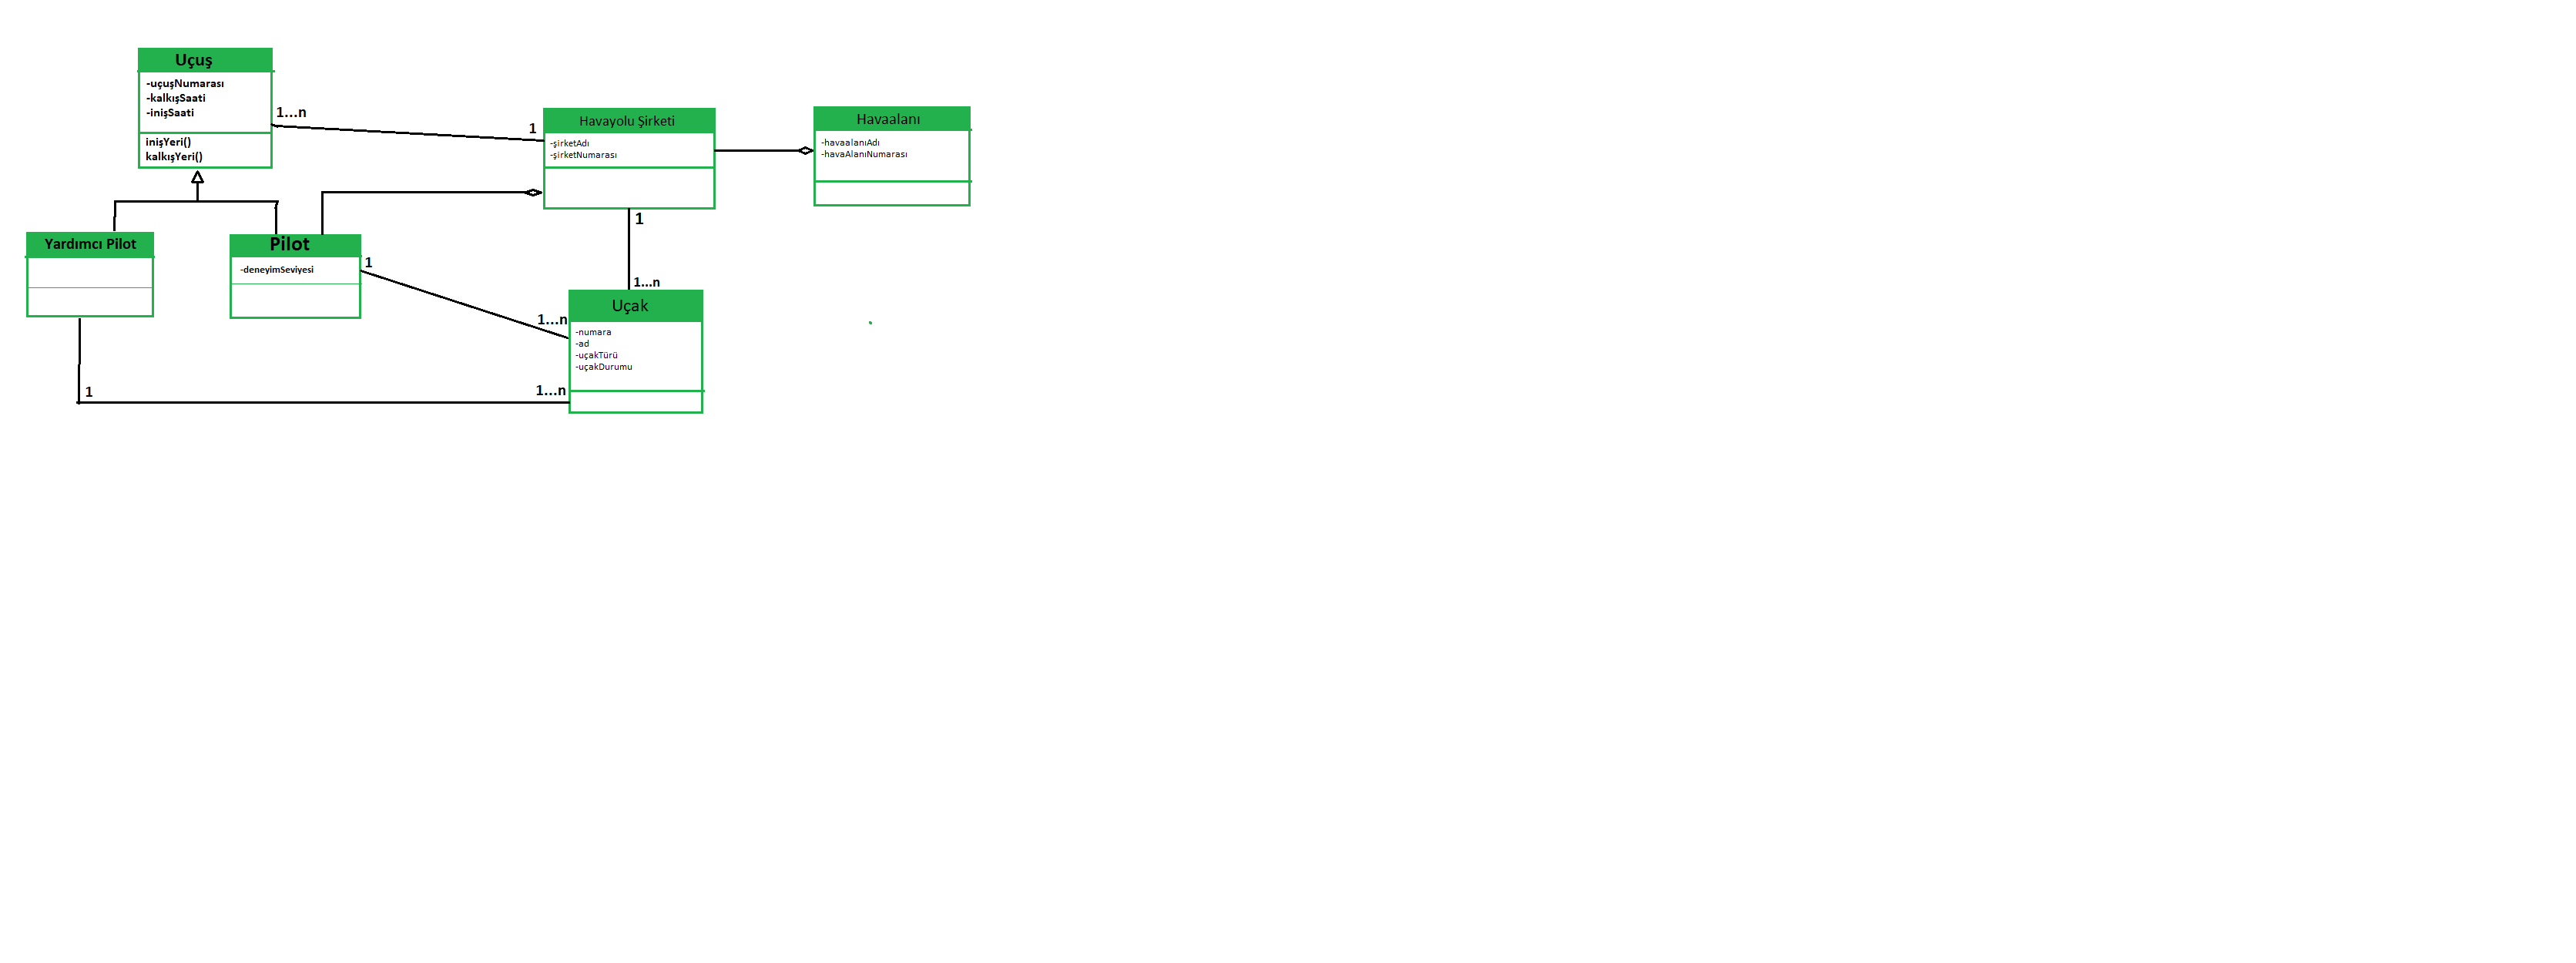 Uçuş
-uçuşNumarası
-kalkışSaati
-inişSaati
inişYeri()
kalkışYeri()
1...n
1
Havayolu Şirketi
-şirketAdı
-şirketNumarası
Havaalanı
-havaalanıAdı
-havaAlanıNumarası
Yardımcı Pilot
Pilot
-deneyimSeviyesi
1
1...n
1
1...n
Uçak
-numara
-ad
-uçakTürü
-uçakDurumu
1
1...n